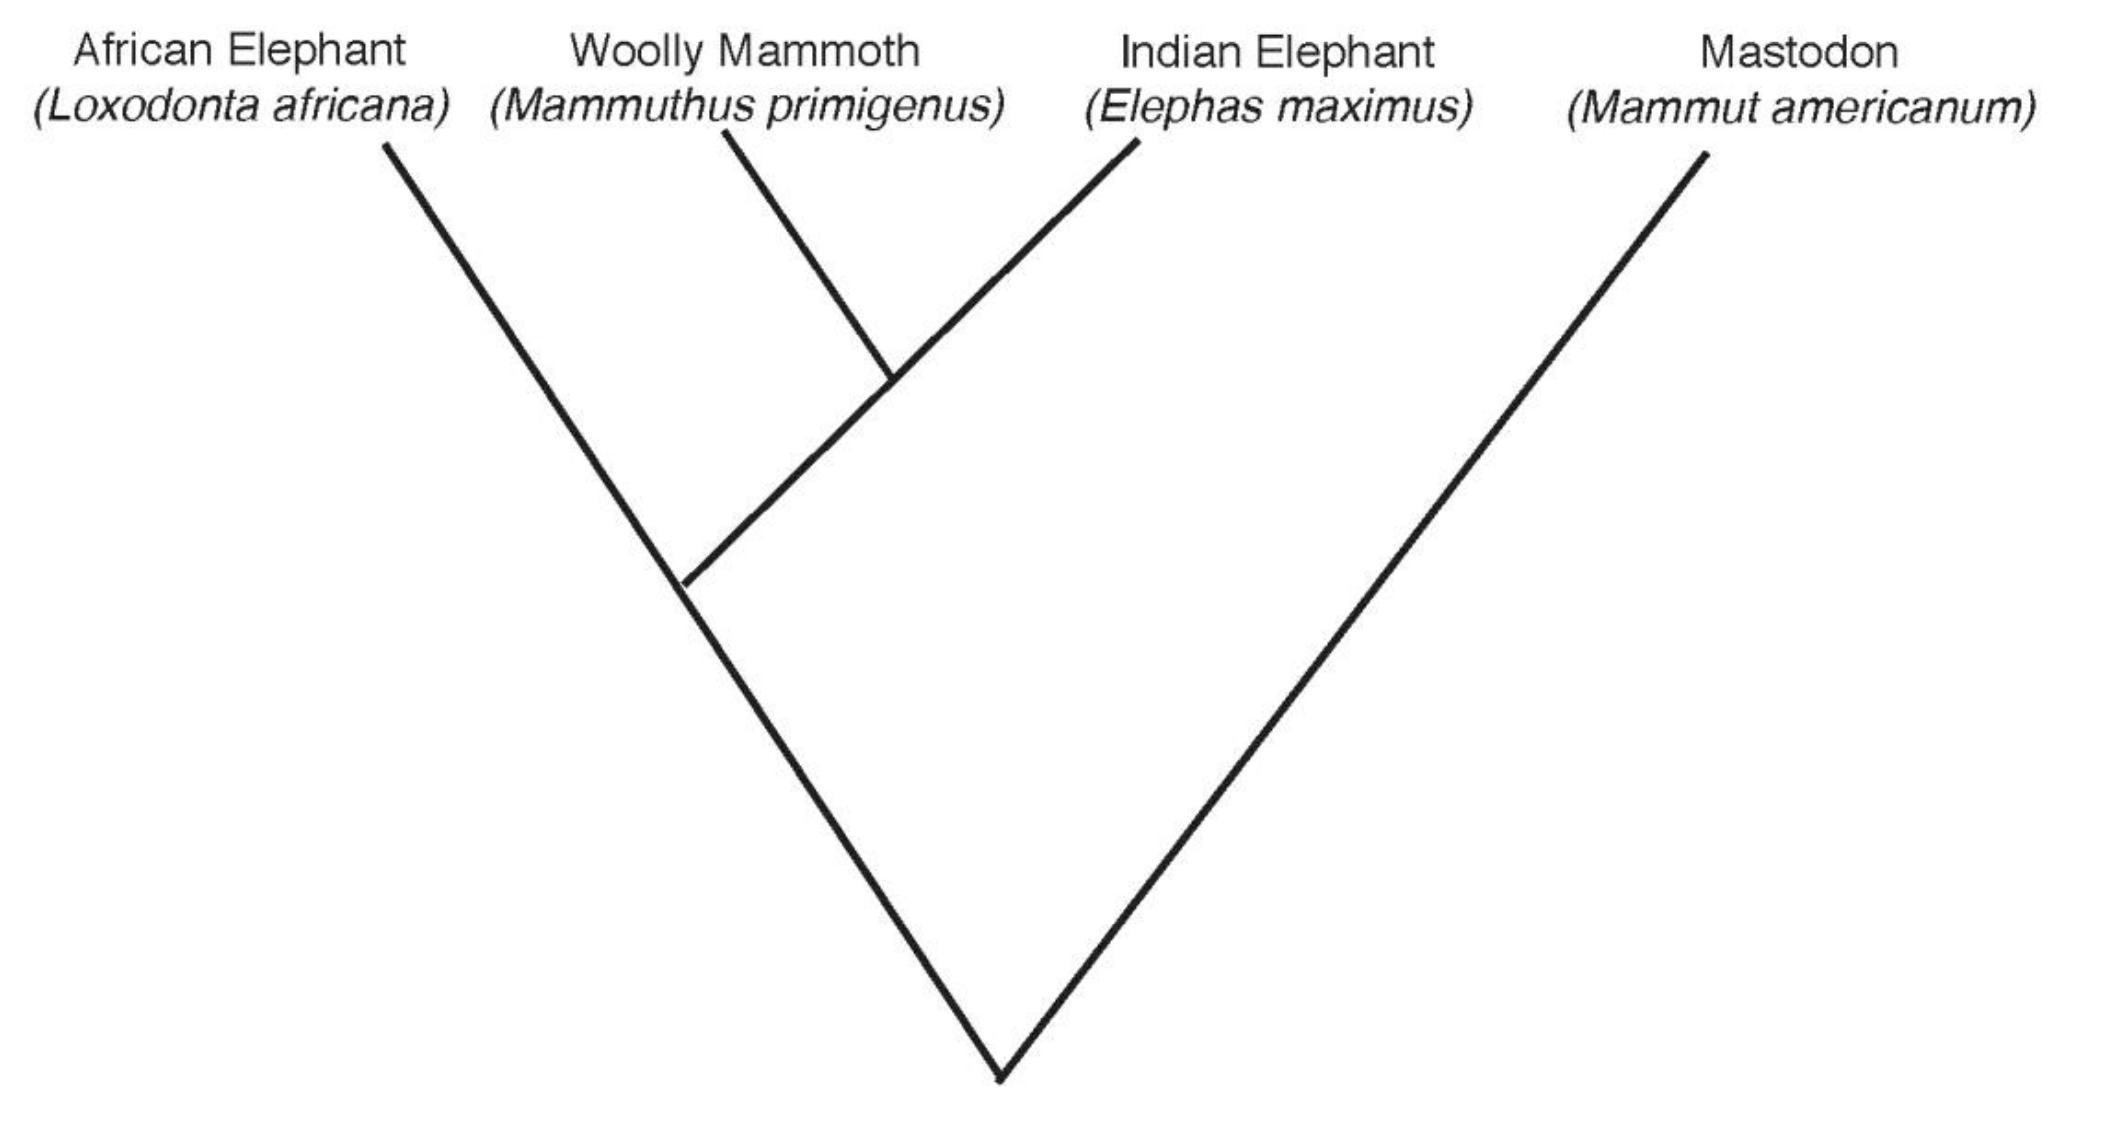 African Elephant
(Loxodonta africana)
Woolly Mammoth
(Mammuthus primigenus)
Indian Elephant
(Elephas maximus)
Mastodon
(Mammut americanum)